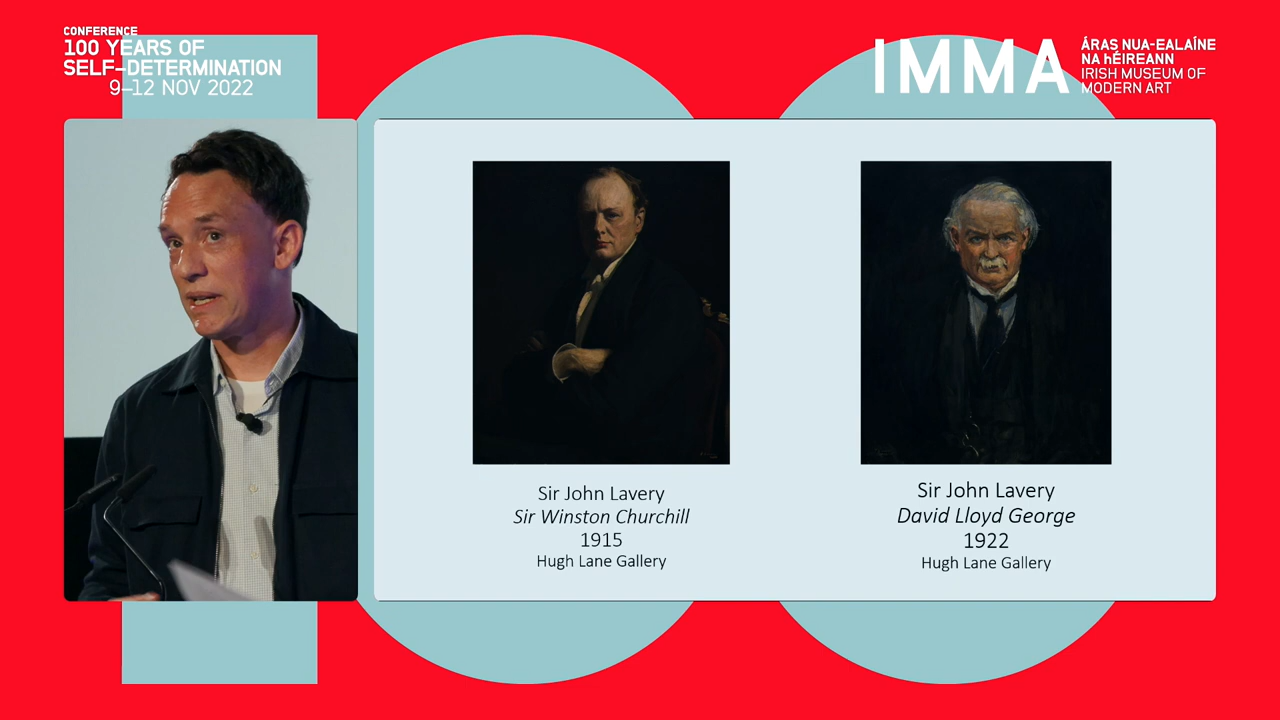 CONFERENCE
100 YEARS OF
SELF-DETERMINATION
9–12 NOV 2022
IMMA
ÁRAS NUA-EALAÍNE
NA hÉIREANN
IRISH MUSEUM OF
MODERN ART
Sir John Lavery
Sir Winston Churchill
1915
Hugh Lane Gallery
Sir John Lavery
David Lloyd George
1922
Hugh Lane Gallery